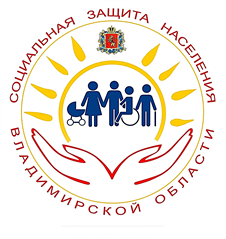 СОЦИАЛЬНАЯ ЗАЩИТА НАСЕЛЕНИЯ
ВЛАДИМИРСКОЙ ОБЛАСТИ